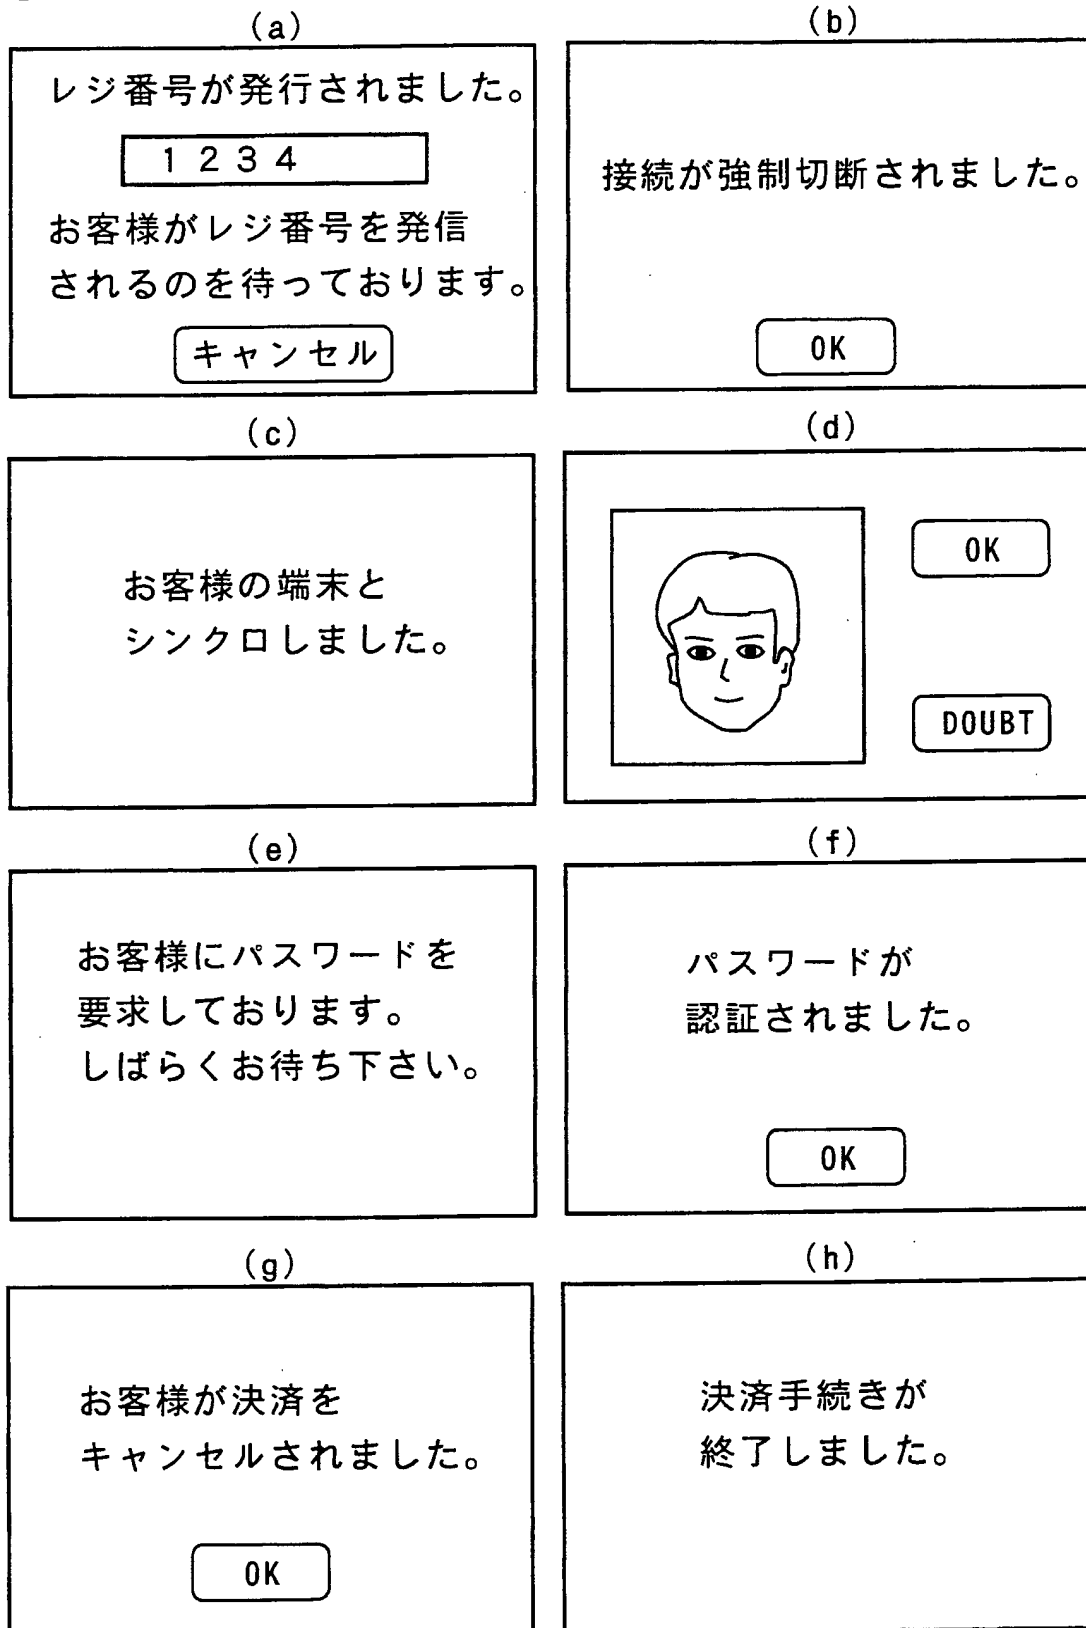 (a)
レジ番号が発行されました。
1234
お客様がレジ番号を発信
されるのを待っております。
キャンセル
(b)
接続が強制切断されました。
OK
(c)
お客様の端末と
シンクロしました。
(d)
OK
DOUBT
(e)
お客様にパスワードを
要求しております。
しばらくお待ち下さい。
(f)
パスワードが
認証されました。
OK
(g)
お客様が決済を
キャンセルされました。
OK
(h)
決済手続きが
終了しました。